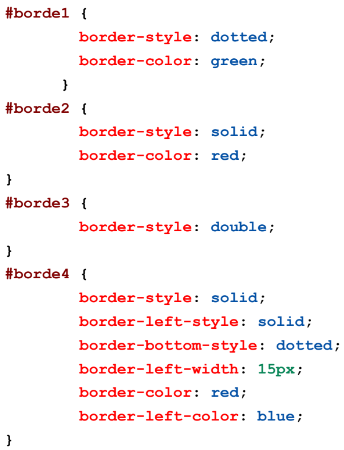 #borde1 {
border-style: dotted;
border-color: green;
}
#borde2 {
border-style: solid;
border-color: red;
}
#borde3 {
border-style: double;
}
#borde4 {
border-style: solid;
border-left-style: solid;
border-bottom-style: dotted;
border-left-width: 15px;
border-color: red;
border-left-color: blue;
}